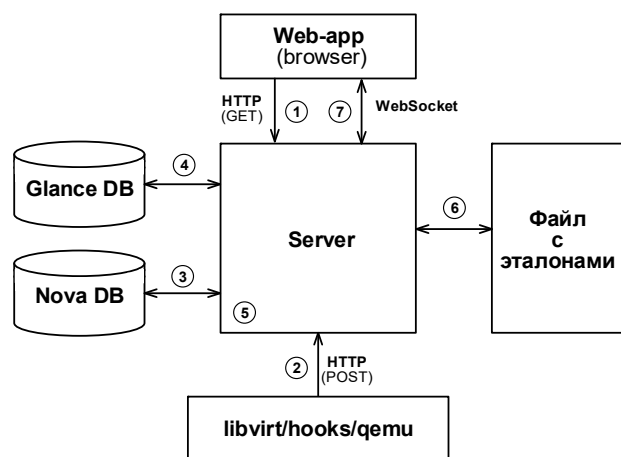 Web-app
(browser)
HTTP
(GET)
1
7
WebSocket
Glance DB
4
Server
6
Файл
с
эталонами
Nova DB
3
5
2
HTTP
(POST)
libvirt/hooks/qemu